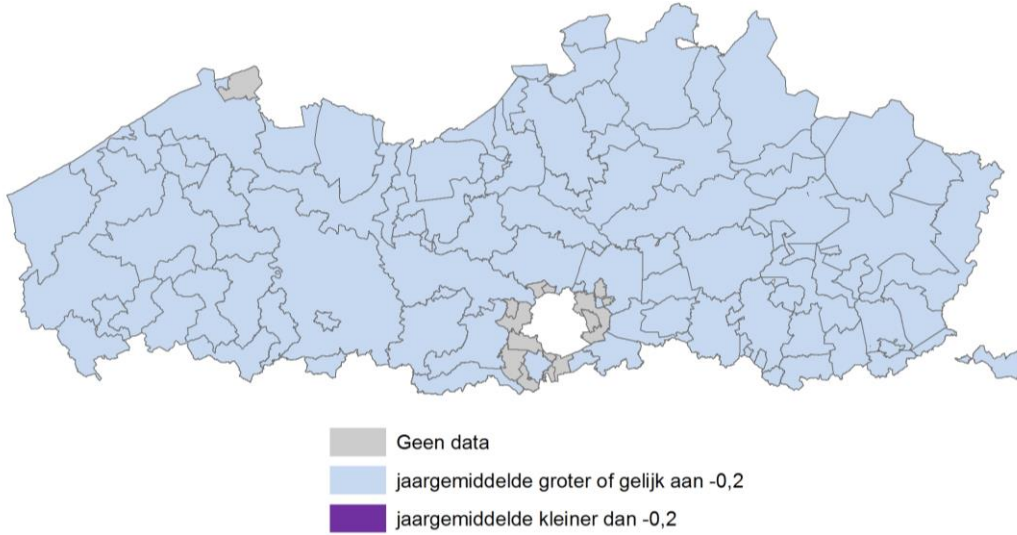 Geen data
jaargemiddelde groter of gelijk aan -0,2
jaargemiddelde kleiner dan -0,2